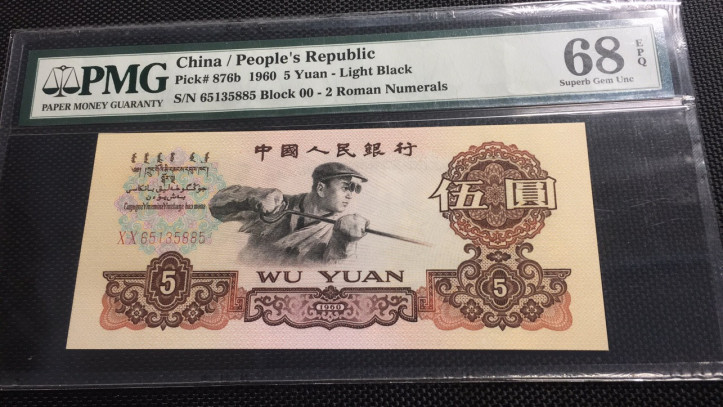 PMG
PAPER MONEY GUARANTY
China / People's Republic
Pick# 876b 1960 5 Yuan - Light Black
S/N 65135885 Block 00 - 2 Roman Numerals
68 EPQ
Superb Gem Unc
中國人民銀行
伍圓
XX65135885
5
WU YUAN
5
1960